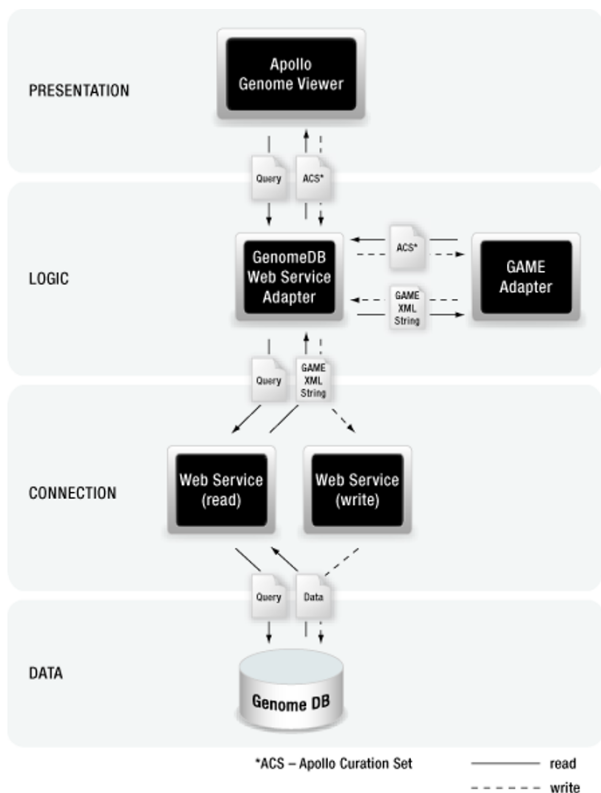 PRESENTATION
Apollo
Genome Viewer
Query
ACS*
LOGIC
GenomeDB
Web Service
Adapter
ACS*
GAME
XML
String
GAME
Adapter
Query
GAME
XML
String
CONNECTION
Web Service
(read)
Web Service
(write)
Query
Data
DATA
Genome DB
*ACS – Apollo Curation Set
read
write